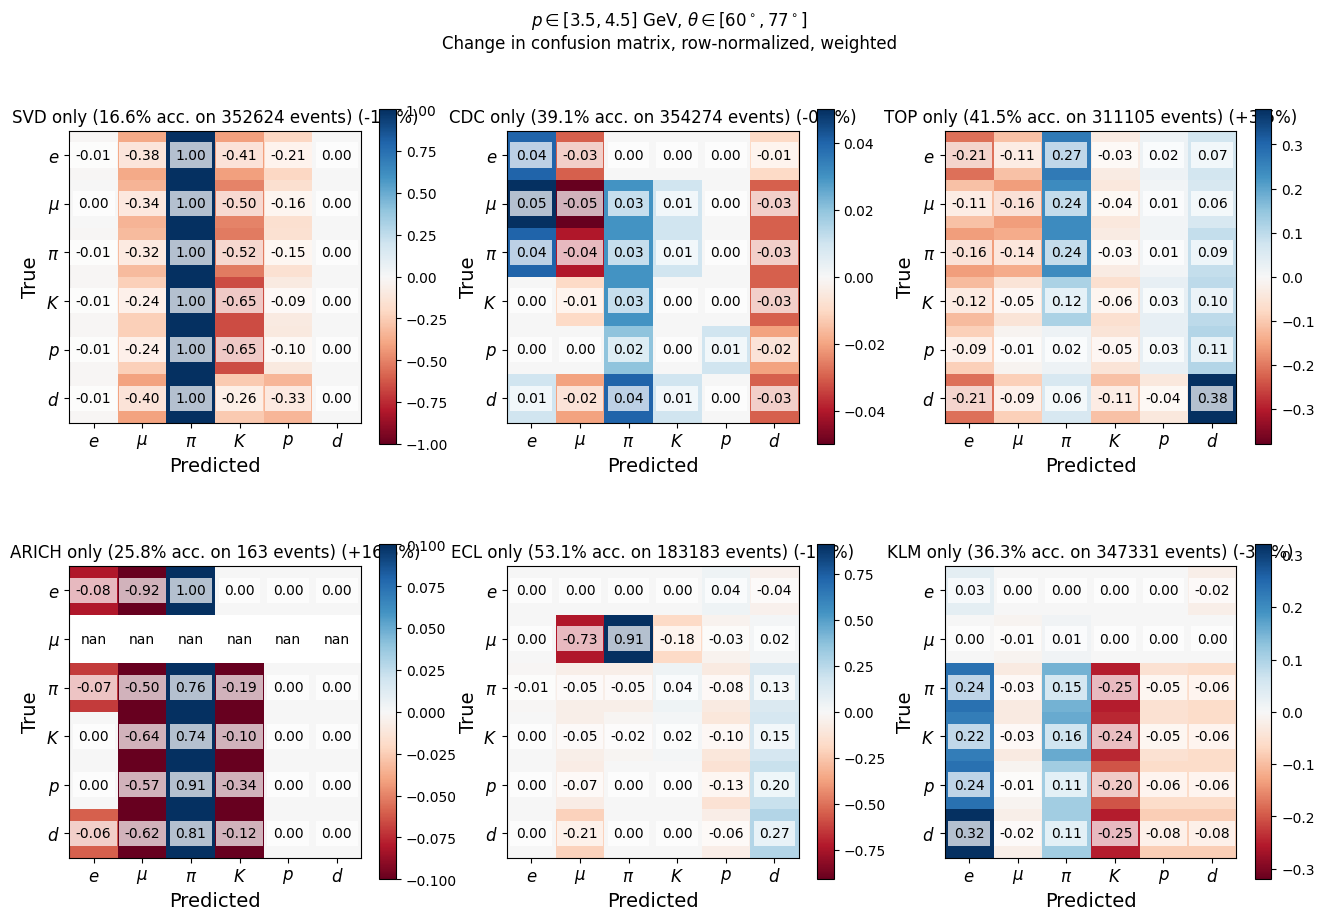 p ∈ [3.5, 4.5] GeV, θ ∈ [60°, 77°]
Change in confusion matrix, row-normalized, weighted
SVD only (16.6% acc. on 352624 events)
1.00
e -0.01 -0.38 1.00 -0.41 -0.21 0.00
0.75
μ 0.00 -0.34 1.00 -0.50 -0.16 0.00
0.50
0.25
π -0.01 -0.32 1.00 -0.52 -0.15 0.00
0.00
K -0.01 -0.24 1.00 -0.65 -0.09 0.00
−0.25
p -0.01 -0.24 1.00 -0.65 -0.10 0.00
−0.50
−0.75
d -0.01 -0.40 1.00 -0.26 -0.33 0.00
−1.00
e μ π K p d
True
Predicted
CDC only (39.1% acc. on 354274 events)
e 0.04 -0.03 0.00 0.00 0.00 -0.01
0.04
μ 0.05 -0.05 0.03 0.01 0.00 -0.03
0.02
π 0.04 -0.04 0.03 0.01 0.00 -0.03
0.00
K 0.00 -0.01 0.03 0.00 0.00 -0.03
−0.02
p 0.00 0.00 0.02 0.00 0.01 -0.02
d 0.01 -0.02 0.04 0.01 0.00 -0.03
−0.04
e μ π K p d
True
Predicted
TOP only (41.5% acc. on 311105 events)
0.3
e -0.21 -0.11 0.27 -0.03 0.02 0.07
0.2
μ -0.11 -0.16 0.24 -0.04 0.01 0.06
0.1
π -0.16 -0.14 0.24 -0.03 0.01 0.09
0.0
K -0.12 -0.05 0.12 -0.06 0.03 0.10
−0.1
p -0.09 -0.01 0.02 -0.05 0.03 0.11
−0.2
d -0.21 -0.09 0.06 -0.11 -0.04 0.38
−0.3
e μ π K p d
True
Predicted
ARICH only (25.8% acc. on 163 events)
0.100
e -0.08 -0.92 1.00 0.00 0.00 0.00
0.075
μ nan nan nan nan nan nan
0.050
0.025
π -0.07 -0.50 0.76 -0.19 0.00 0.00
0.000
K 0.00 -0.64 0.74 -0.10 0.00 0.00
−0.025
p 0.00 -0.57 0.91 -0.34 0.00 0.00
−0.050
−0.075
d -0.06 -0.62 0.81 -0.12 0.00 0.00
−0.100
e μ π K p d
True
Predicted
ECL only (53.1% acc. on 183183 events)
0.75
e 0.00 0.00 0.00 0.00 0.04 -0.04
0.50
μ 0.00 -0.73 0.91 -0.18 -0.03 0.02
0.25
π -0.01 -0.05 -0.05 0.04 -0.08 0.13
0.00
K 0.00 -0.05 -0.02 0.02 -0.10 0.15
−0.25
p 0.00 -0.07 0.00 0.00 -0.13 0.20
−0.50
d 0.00 -0.21 0.00 0.00 -0.06 0.27
−0.75
e μ π K p d
True
Predicted
KLM only (36.3% acc. on 347331 events)
0.3
e 0.03 0.00 0.00 0.00 0.00 -0.02
0.2
μ 0.00 -0.01 0.01 0.00 0.00 0.00
0.1
π 0.24 -0.03 0.15 -0.25 -0.05 -0.06
0.0
K 0.22 -0.03 0.16 -0.24 -0.05 -0.06
−0.1
p 0.24 -0.01 0.11 -0.20 -0.06 -0.06
−0.2
d 0.32 -0.02 0.11 -0.25 -0.08 -0.08
−0.3
e μ π K p d
True
Predicted